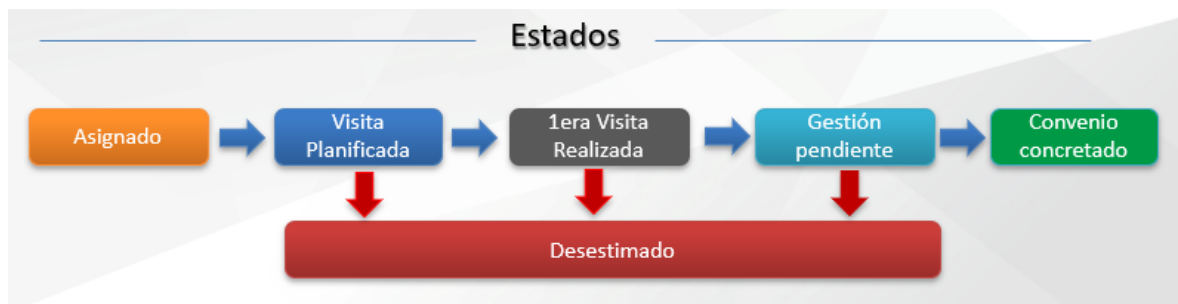 Estados
Asignado
Visita
Planificada
1era Visita
Realizada
Gestión
pendiente
Convenio
concretado
Desestimado